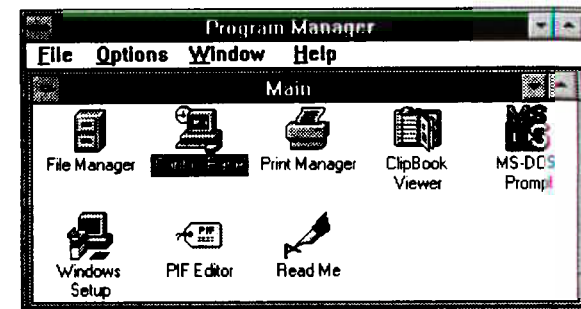 Program Manager
File Options Window Help
Main
File Manager Print Manager ClipBook Viewer MS-DOS Prompt
Windows Setup PIF Editor Read Me